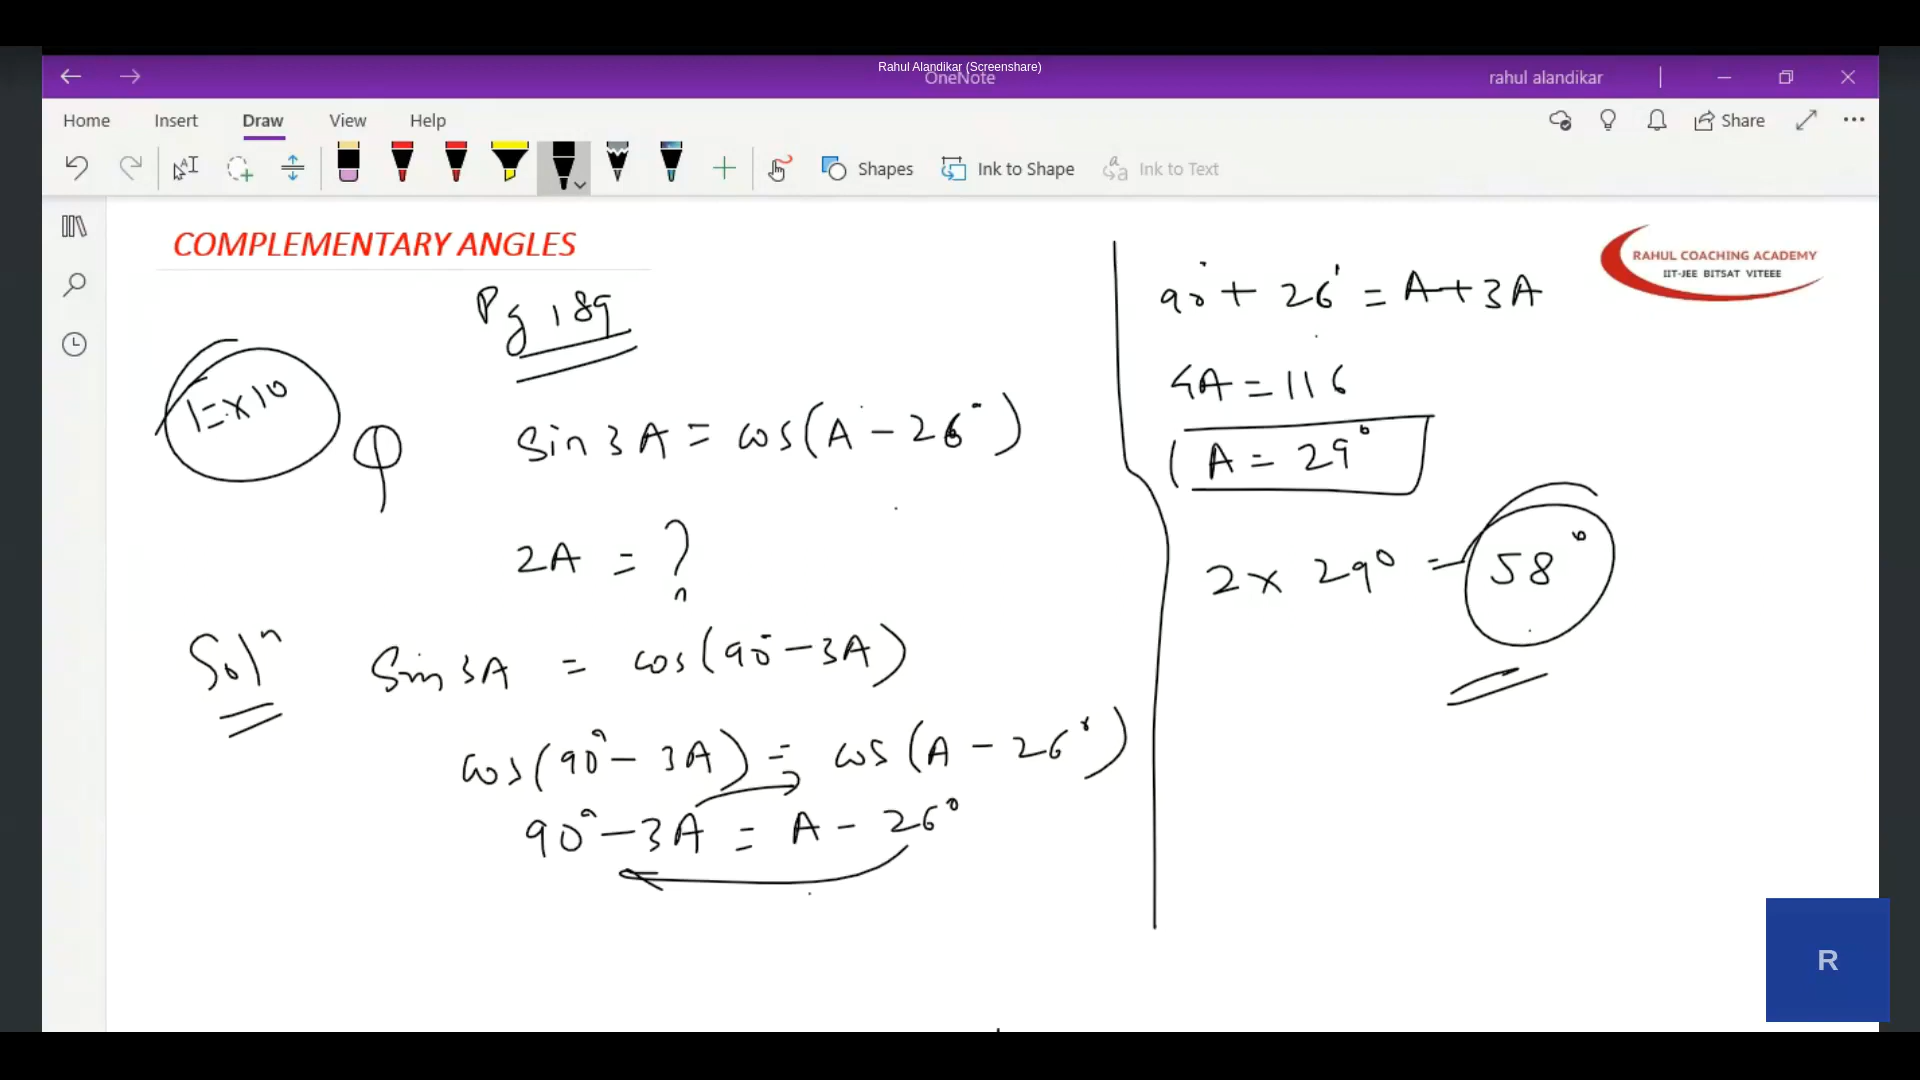 Rahul Alandikar (Screenshare)
OneNote
rahul alandikar
Home Insert Draw View Help
Share
Shapes Ink to Shape Ink to Text
COMPLEMENTARY ANGLES
RAHUL COACHING ACADEMY
IIT-JEE BITSAT VITEEE
Pg 189
Q sin 3A = cos(A - 26°)
2A = ?
Solⁿ sin 3A = cos(90° - 3A)
cos(90° - 3A) = cos(A - 26°)
90° - 3A = A - 26°
90° + 26° = A + 3A
4A = 116
A = 29°
2 x 29° = 58°
R